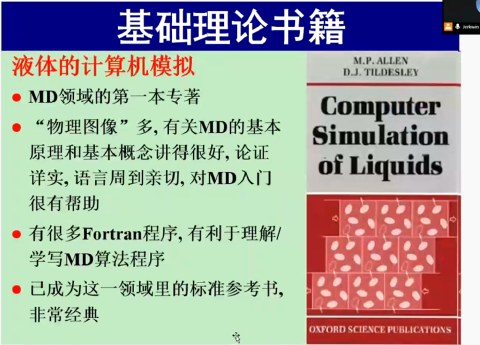 基础理论书籍
Jerkwin
液体的计算机模拟
MD领域的第一本专著
“物理图像”多, 有关MD的基本
原理和基本概念讲得很好, 论证
详实, 语言周到亲切, 对MD入门
很有帮助
有很多Fortran程序, 有利于理解/
学写MD算法程序
已成为这一领域里的标准参考书,
非常经典
M.P. ALLEN
D.J. TILDESLEY
Computer
Simulation
of Liquids
OXFORD SCIENCE PUBLICATIONS